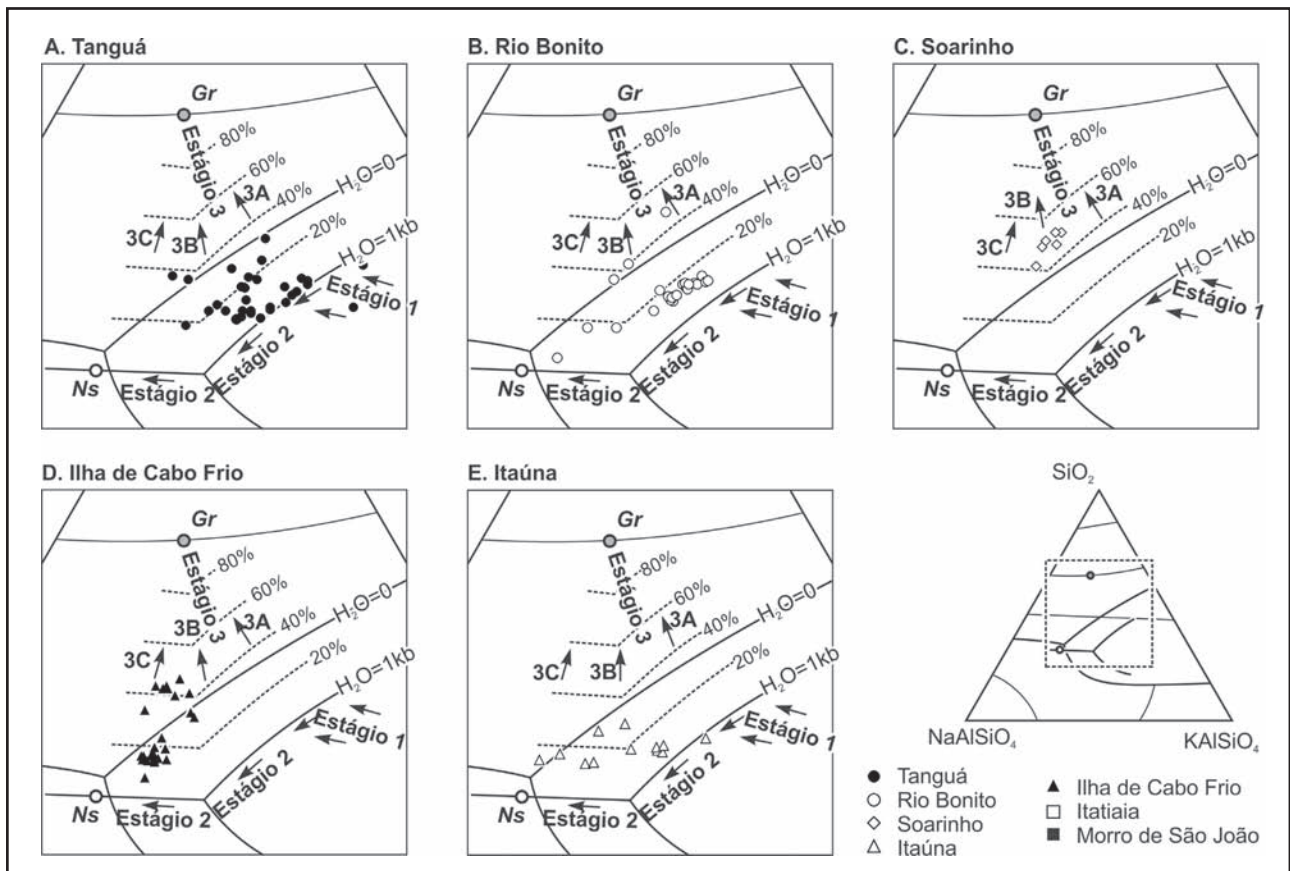 A. Tanguá
Gr
80%
60%
40%
20%
H₂O=0
H₂O=1kb
Estágio 3
3A
3B
3C
Estágio 1
Estágio 2
Estágio 2
Ns
B. Rio Bonito
Gr
80%
60%
40%
20%
H₂O=0
H₂O=1kb
Estágio 3
3A
3B
3C
Estágio 1
Estágio 2
Estágio 2
Ns
C. Soarinho
Gr
80%
60%
40%
20%
H₂O=0
H₂O=1kb
Estágio 3
3A
3B
3C
Estágio 1
Estágio 2
Estágio 2
Ns
D. Ilha de Cabo Frio
Gr
80%
60%
40%
20%
H₂O=0
H₂O=1kb
Estágio 3
3A
3B
3C
Estágio 1
Estágio 2
Estágio 2
Ns
E. Itaúna
Gr
80%
60%
40%
20%
H₂O=0
H₂O=1kb
Estágio 3
3A
3B
3C
Estágio 1
Estágio 2
Estágio 2
Ns
SiO₂
NaAlSiO₄
KAlSiO₄
Tanguá
Rio Bonito
Soarinho
Itaúna
Ilha de Cabo Frio
Itatiaia
Morro de São João